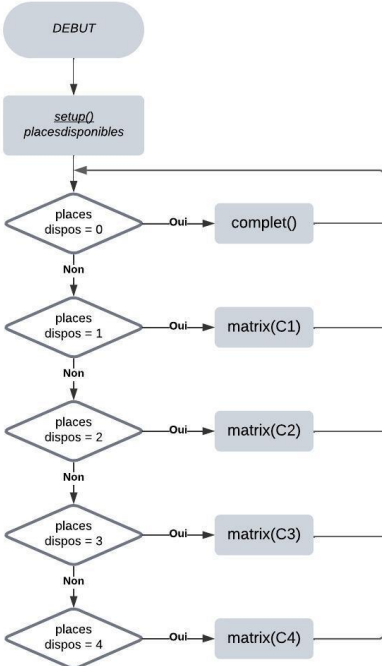 DEBUT
setup()
placesdisponibles
places
dispos = 0
Oui
complet()
Non
places
dispos = 1
Oui
matrix(C1)
Non
places
dispos = 2
Oui
matrix(C2)
Non
places
dispos = 3
Oui
matrix(C3)
Non
places
dispos = 4
Oui
matrix(C4)